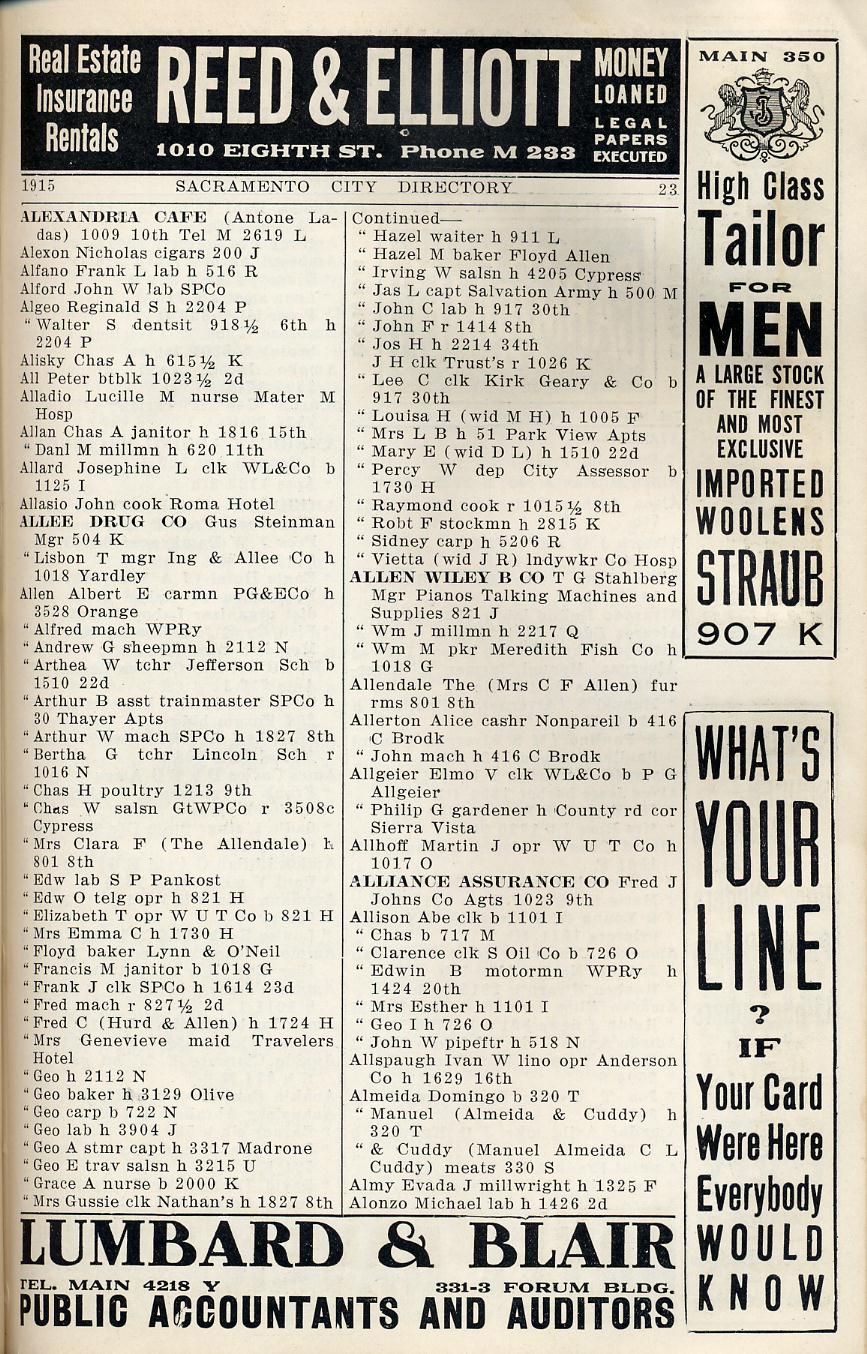 Real Estate
Insurance
Rentals
REED & ELLIOTT
1010 EIGHTH ST. Phone M 233
MONEY
LOANED
LEGAL
PAPERS
EXECUTED
1915 SACRAMENTO CITY DIRECTORY 23
ALEXANDRIA CAFE (Antone La-
das) 1009 10th Tel M 2619 L
Alexon Nicholas cigars 200 J
Alfano Frank L lab h 516 R
Alford John W lab SPCo
Algeo Reginald S h 2204 P
“ Walter S dentsit 918½ 6th h
2204 P
Alisky Chas A h 615½ K
All Peter btblk 1023½ 2d
Alladio Lucille M nurse Mater M
Hosp
Allan Chas A janitor h 1816 15th
“ Danl M millmn h 620 11th
Allard Josephine L clk WL&Co b
1125 I
Allasio John cook Roma Hotel
ALLEE DRUG CO Gus Steinman
Mgr 504 K
“ Lisbon T mgr Ing & Allee Co h
1018 Yardley
Allen Albert E carmn PG&ECo h
3528 Orange
“ Alfred mach WPRy
“ Andrew G sheepmn h 2112 N
“ Arthea W tchr Jefferson Sch b
1510 22d
“ Arthur B asst trainmaster SPCo h
30 Thayer Apts
“ Arthur W mach SPCo h 1827 8th
“ Bertha G tchr Lincoln Sch r
1016 N
“ Chas H poultry 1213 9th
“ Chas W salsn GtWPCo r 3508c
Cypress
“ Mrs Clara F (The Allendale) h
801 8th
“ Edw lab S P Pankost
“ Edw O telg opr h 821 H
“ Elizabeth T opr W U T Co b 821 H
“ Mrs Emma C h 1730 H
“ Floyd baker Lynn & O'Neil
“ Francis M janitor b 1018 G
“ Frank J clk SPCo h 1614 23d
“ Fred mach r 827½ 2d
“ Fred C (Hurd & Allen) h 1724 H
“ Mrs Genevieve maid Travelers
Hotel
“ Geo h 2112 N
“ Geo baker h 3129 Olive
“ Geo carp b 722 N
“ Geo lab h 3904 J
“ Geo A stmr capt h 3317 Madrone
“ Geo E trav salsn h 3215 U
“ Grace A nurse b 2000 K
“ Mrs Gussie clk Nathan's h 1827 8th
Continued—
“ Hazel waiter h 911 L
“ Hazel M baker Floyd Allen
“ Irving W salsn h 4205 Cypress
“ Jas L capt Salvation Army h 500 M
“ John C lab h 917 30th
“ John F r 1414 8th
“ Jos H h 2214 34th
J H clk Trust's r 1026 K
“ Lee C clk Kirk Geary & Co b
917 30th
“ Louisa H (wid M H) h 1005 F
“ Mrs L B h 51 Park View Apts
“ Mary E (wid D L) h 1510 22d
“ Percy W dep City Assessor b
1730 H
“ Raymond cook r 1015½ 8th
“ Robt F stockmn h 2815 K
“ Sidney carp h 5206 R
“ Vietta (wid J R) lndywkr Co Hosp
ALLEN WILEY B CO T G Stahlberg
Mgr Pianos Talking Machines and
Supplies 821 J
“ Wm J millmn h 2217 Q
“ Wm M pkr Meredith Fish Co h
1018 G
Allendale The (Mrs C F Allen) fur
rms 801 8th
Allerton Alice cashr Nonpareil b 416
C Brodk
“ John mach h 416 C Brodk
Allgeier Elmo V clk WL&Co b P G
Allgeier
“ Philip G gardener h County rd cor
Sierra Vista
Allhoff Martin J opr W U T Co h
1017 O
ALLIANCE ASSURANCE CO Fred J
Johns Co Agts 1023 9th
Allison Abe clk b 1101 I
“ Chas b 717 M
“ Clarence clk S Oil Co b 726 O
“ Edwin B motormn WPRy h
1424 20th
“ Mrs Esther h 1101 I
“ Geo I h 726 O
“ John W pipeftr h 518 N
Allspaugh Ivan W lino opr Anderson
Co h 1629 16th
Almeida Domingo b 320 T
“ Manuel (Almeida & Cuddy) h
320 T
“ & Cuddy (Manuel Almeida C L
Cuddy) meats 330 S
Almy Evada J millwright h 1325 F
Alonzo Michael lab h 1426 2d
MAIN 350
High Class
Tailor
FOR
MEN
A LARGE STOCK
OF THE FINEST
AND MOST
EXCLUSIVE
IMPORTED
WOOLENS
STRAUB
907 K
WHAT'S
YOUR
LINE
?
IF
Your Card
Were Here
Everybody
WOULD
KNOW
LUMBARD & BLAIR
TEL. MAIN 4218 Y 331-3 FORUM BLDG.
PUBLIC ACCOUNTANTS AND AUDITORS